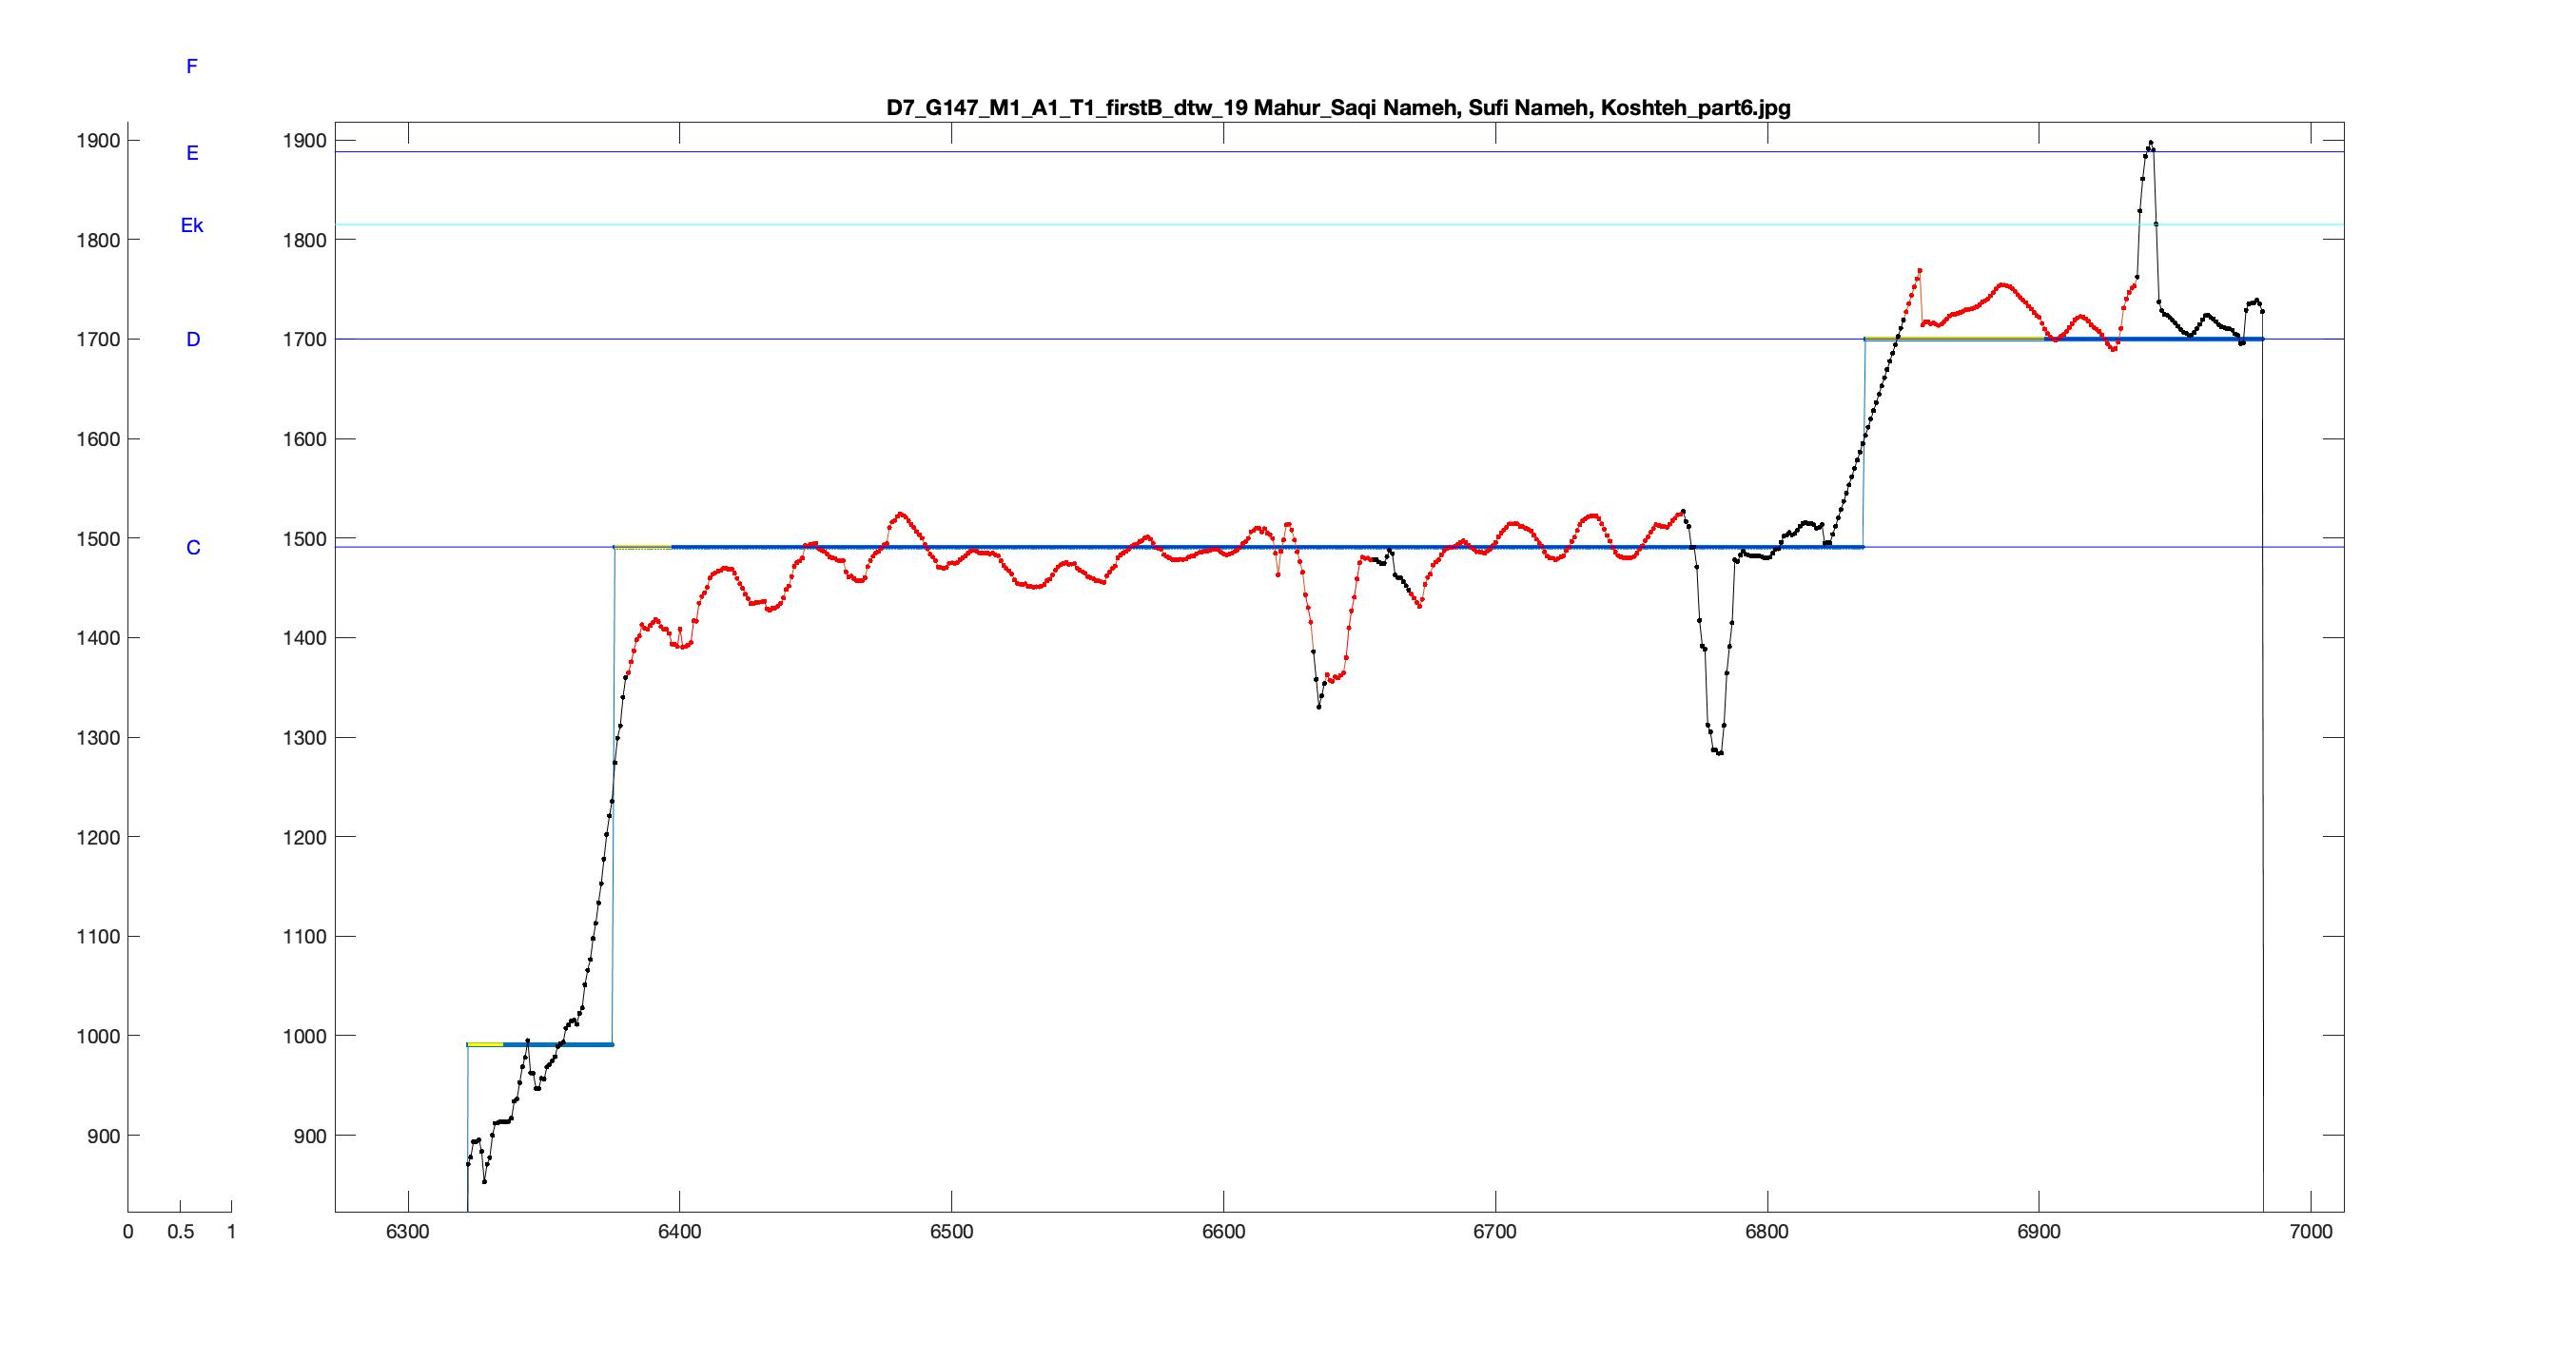 F
D7_G147_M1_A1_T1_firstB_dtw_19 Mahur_Saqi Nameh, Sufi Nameh, Koshteh_part6.jpg
1900 E 1900
Ek
1800 1800
1700 D 1700
1600 1600
1500 C 1500
1400 1400
1300 1300
1200 1200
1100 1100
1000 1000
900 900
0 0.5 1 6300 6400 6500 6600 6700 6800 6900 7000